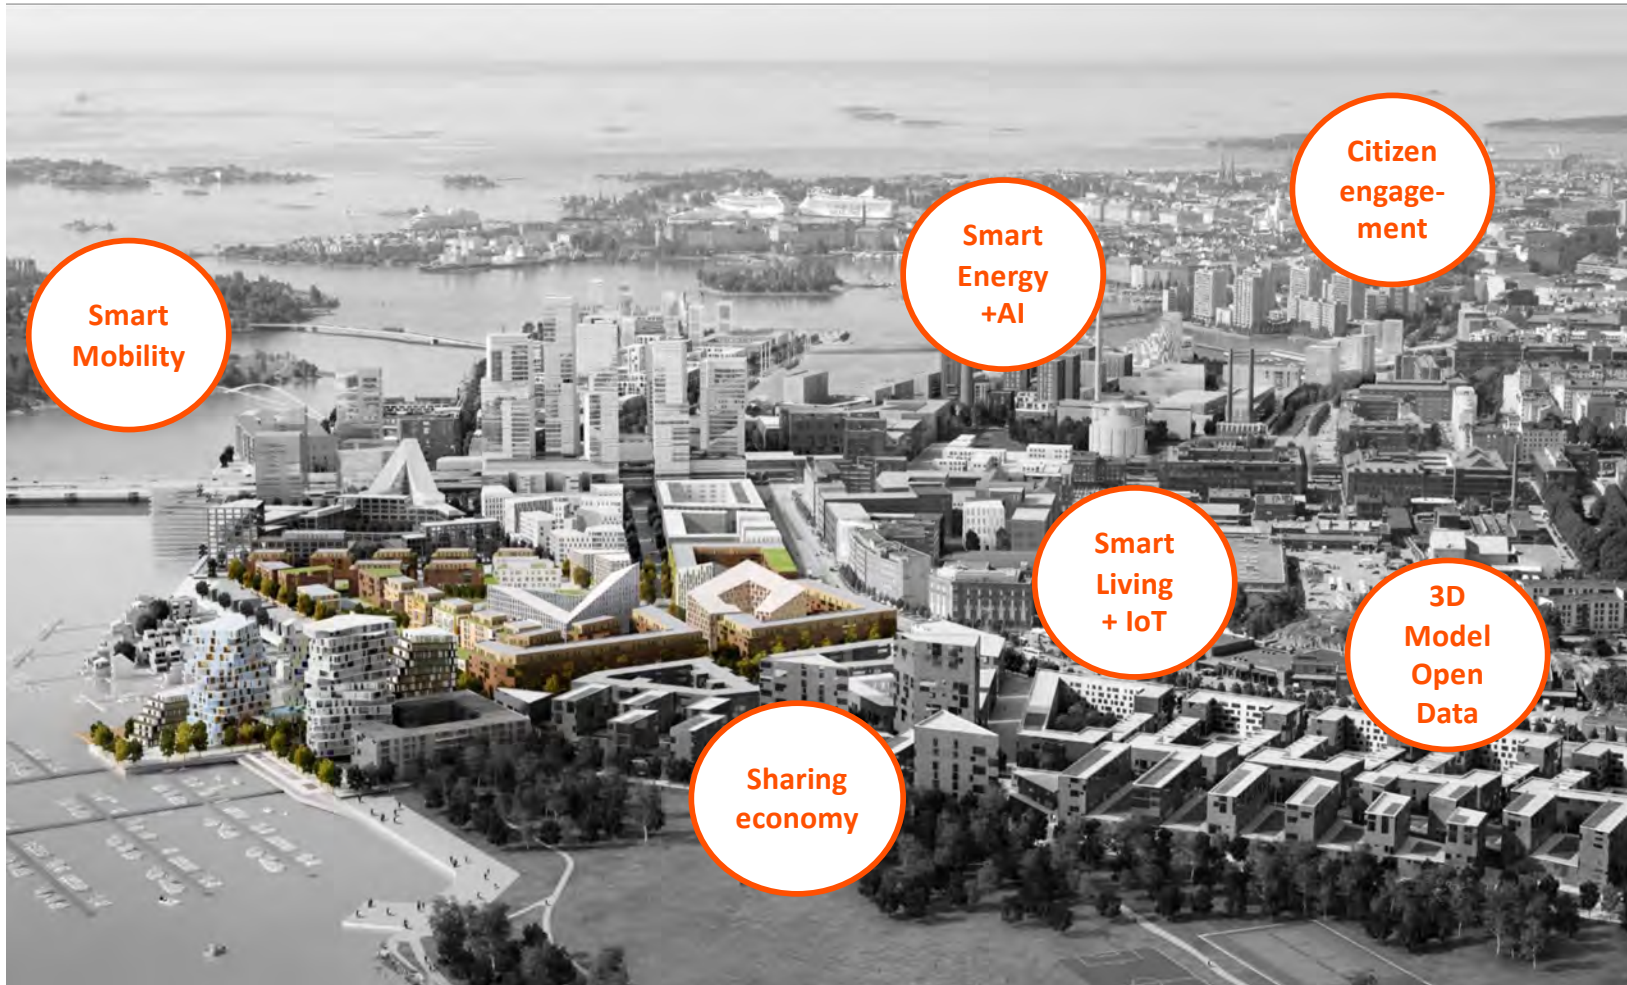 Citizen
engage-
ment
Smart
Energy
+AI
Smart
Mobility
Smart
Living
+ IoT
3D
Model
Open
Data
Sharing
economy